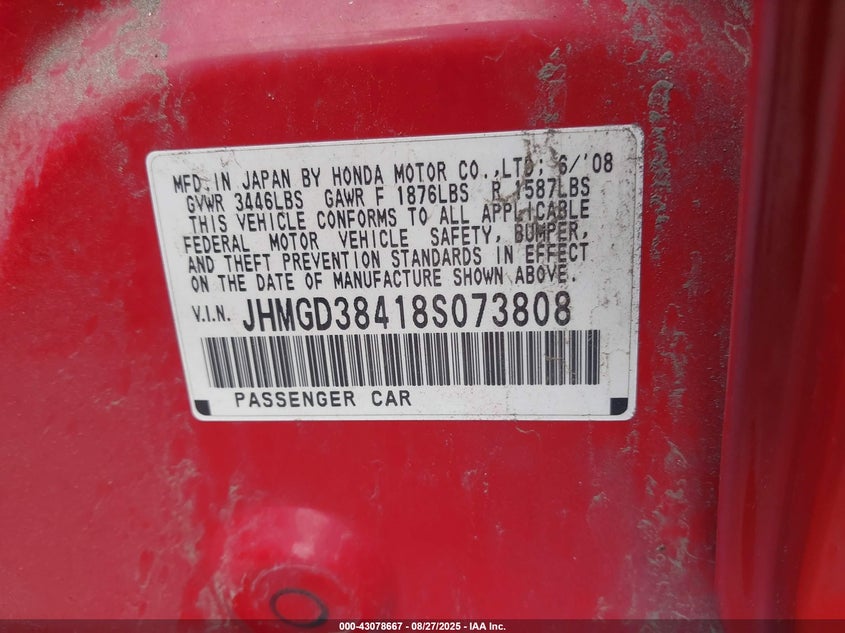 MFD. IN JAPAN BY HONDA MOTOR CO.,LTD; 6/'08
GVWR 3446LBS GAWR F 1876LBS R 1587LBS
THIS VEHICLE CONFORMS TO ALL APPLICABLE
FEDERAL MOTOR VEHICLE SAFETY, BUMPER,
AND THEFT PREVENTION STANDARDS IN EFFECT
ON THE DATE OF MANUFACTURE SHOWN ABOVE.
V.I.N. JHMGD38418S073808
PASSENGER CAR
000-43078667 - 08/27/2025 - IAA Inc.